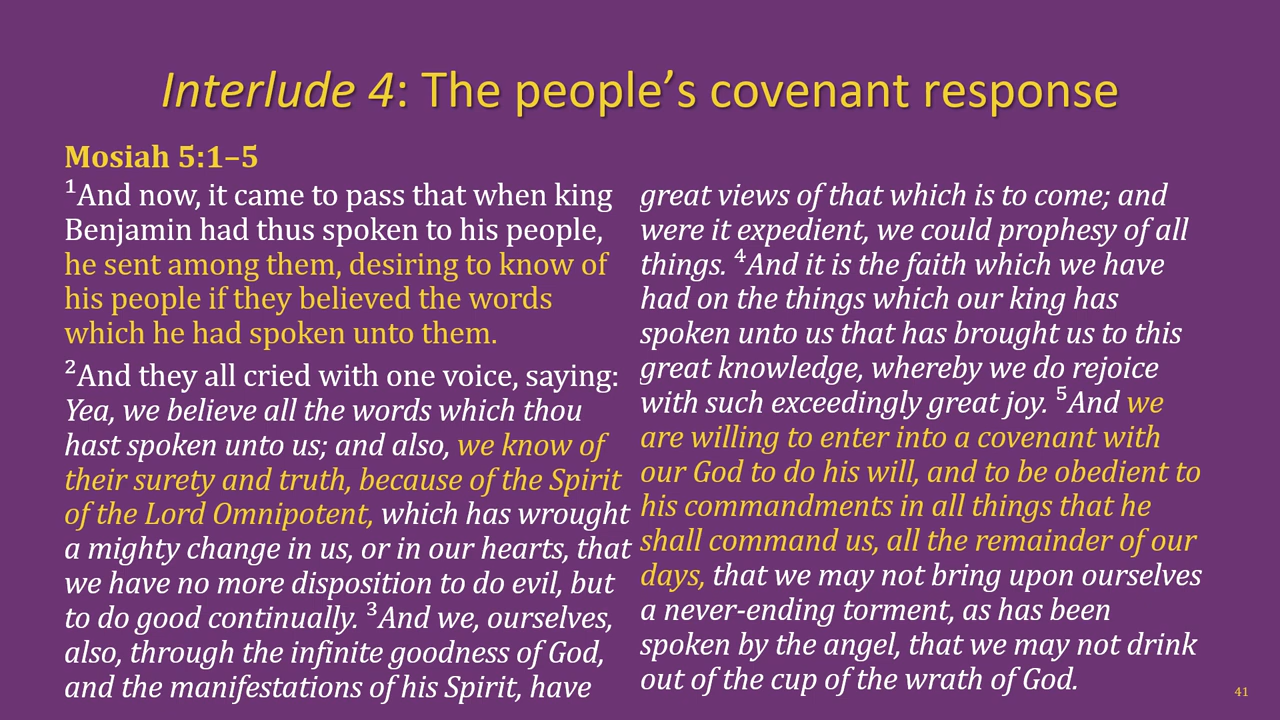 Interlude 4: The people’s covenant response
Mosiah 5:1–5
¹And now, it came to pass that when king
Benjamin had thus spoken to his people,
he sent among them, desiring to know of
his people if they believed the words
which he had spoken unto them.
²And they all cried with one voice, saying:
Yea, we believe all the words which thou
hast spoken unto us; and also, we know of
their surety and truth, because of the Spirit
of the Lord Omnipotent, which has wrought
a mighty change in us, or in our hearts, that
we have no more disposition to do evil, but
to do good continually. ³And we, ourselves,
also, through the infinite goodness of God,
and the manifestations of his Spirit, have
great views of that which is to come; and
were it expedient, we could prophesy of all
things. ⁴And it is the faith which we have
had on the things which our king has
spoken unto us that has brought us to this
great knowledge, whereby we do rejoice
with such exceedingly great joy. ⁵And we
are willing to enter into a covenant with
our God to do his will, and to be obedient to
his commandments in all things that he
shall command us, all the remainder of our
days, that we may not bring upon ourselves
a never-ending torment, as has been
spoken by the angel, that we may not drink
out of the cup of the wrath of God.
41